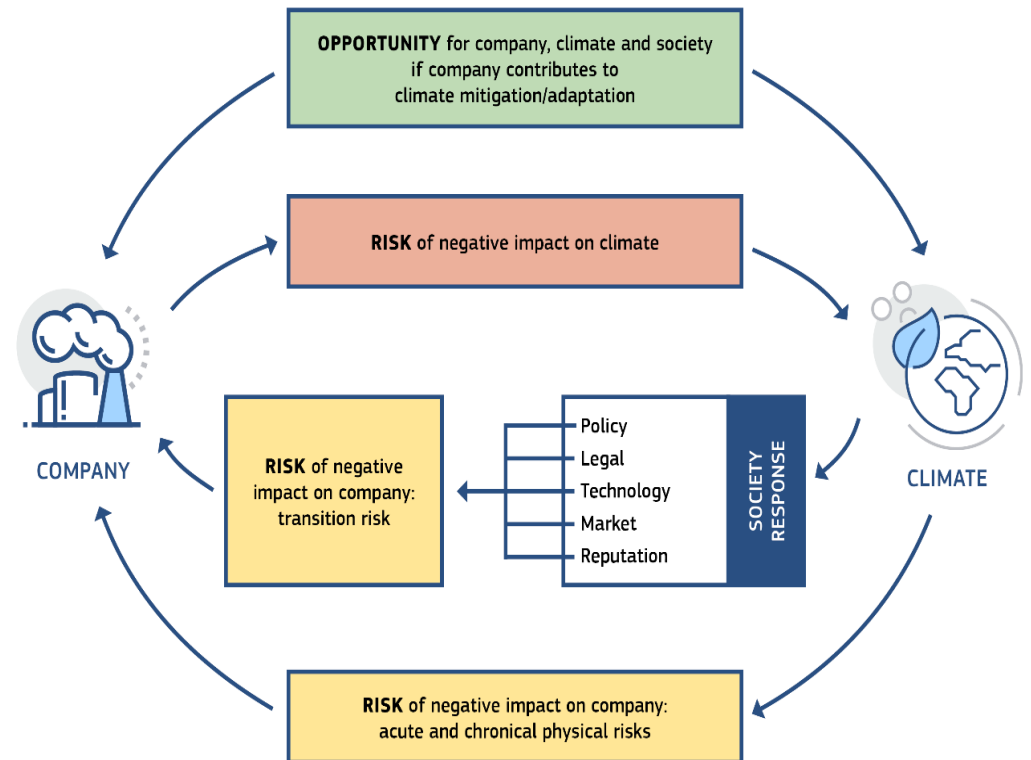 OPPORTUNITY for company, climate and society
if company contributes to
climate mitigation/adaptation
RISK of negative impact on climate
COMPANY
CLIMATE
RISK of negative
impact on company:
transition risk
Policy
Legal
Technology
Market
Reputation
SOCIETY
RESPONSE
RISK of negative impact on company:
acute and chronical physical risks